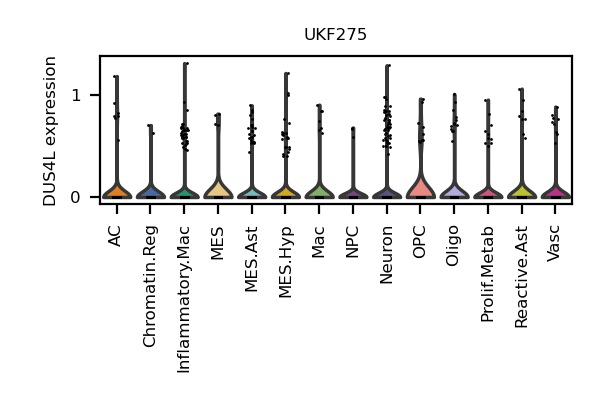 UKF275
DUS4L expression
1
0
AC
Chromatin.Reg
Inflammatory.Mac
MES
MES.Ast
MES.Hyp
Mac
NPC
Neuron
OPC
Oligo
Prolif.Metab
Reactive.Ast
Vasc